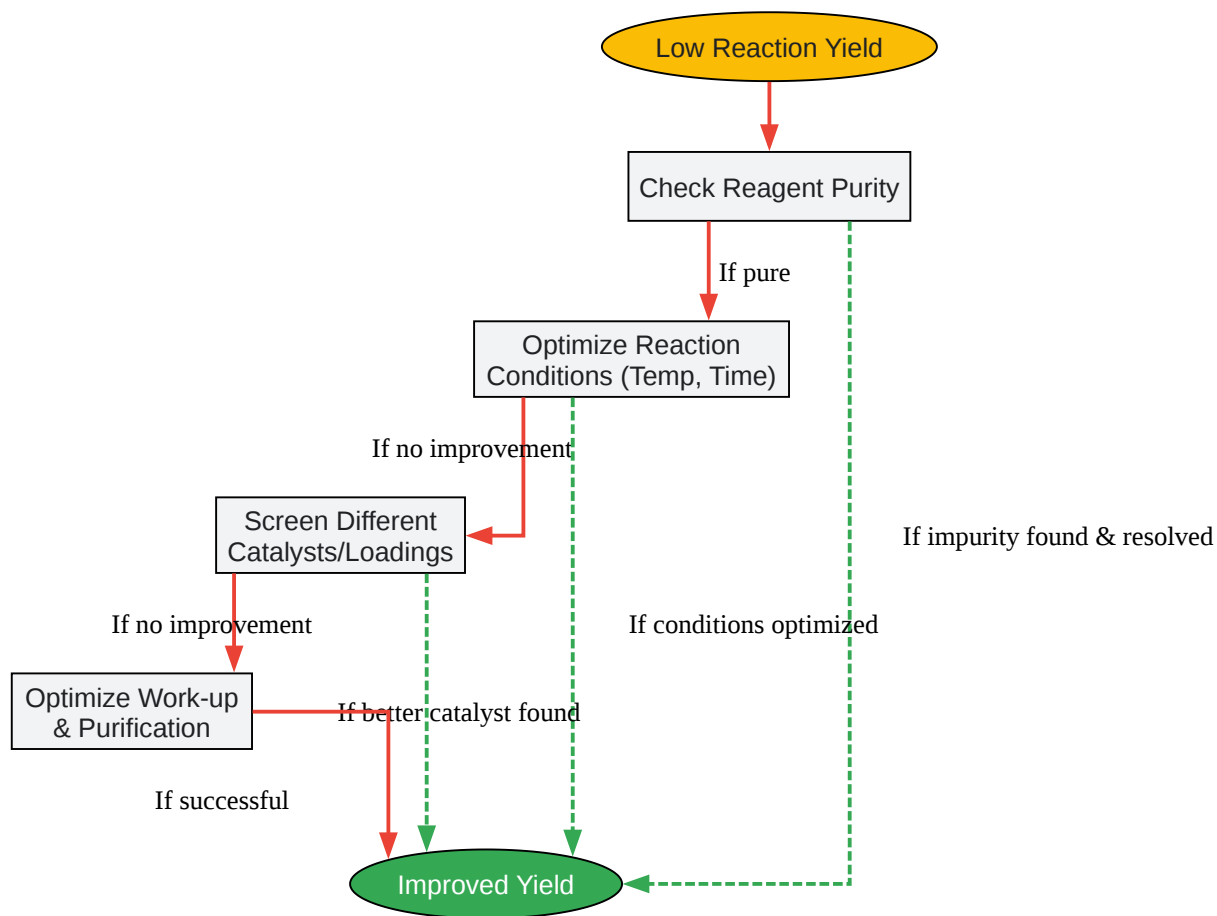 Low Reaction Yield
Check Reagent Purity
If pure
Optimize Reaction
Conditions (Temp, Time)
If no improvement
Screen Different
Catalysts/Loadings
If impurity found & resolved
If no improvement
If conditions optimized
Optimize Work-up
& Purification
If better catalyst found
If successful
Improved Yield